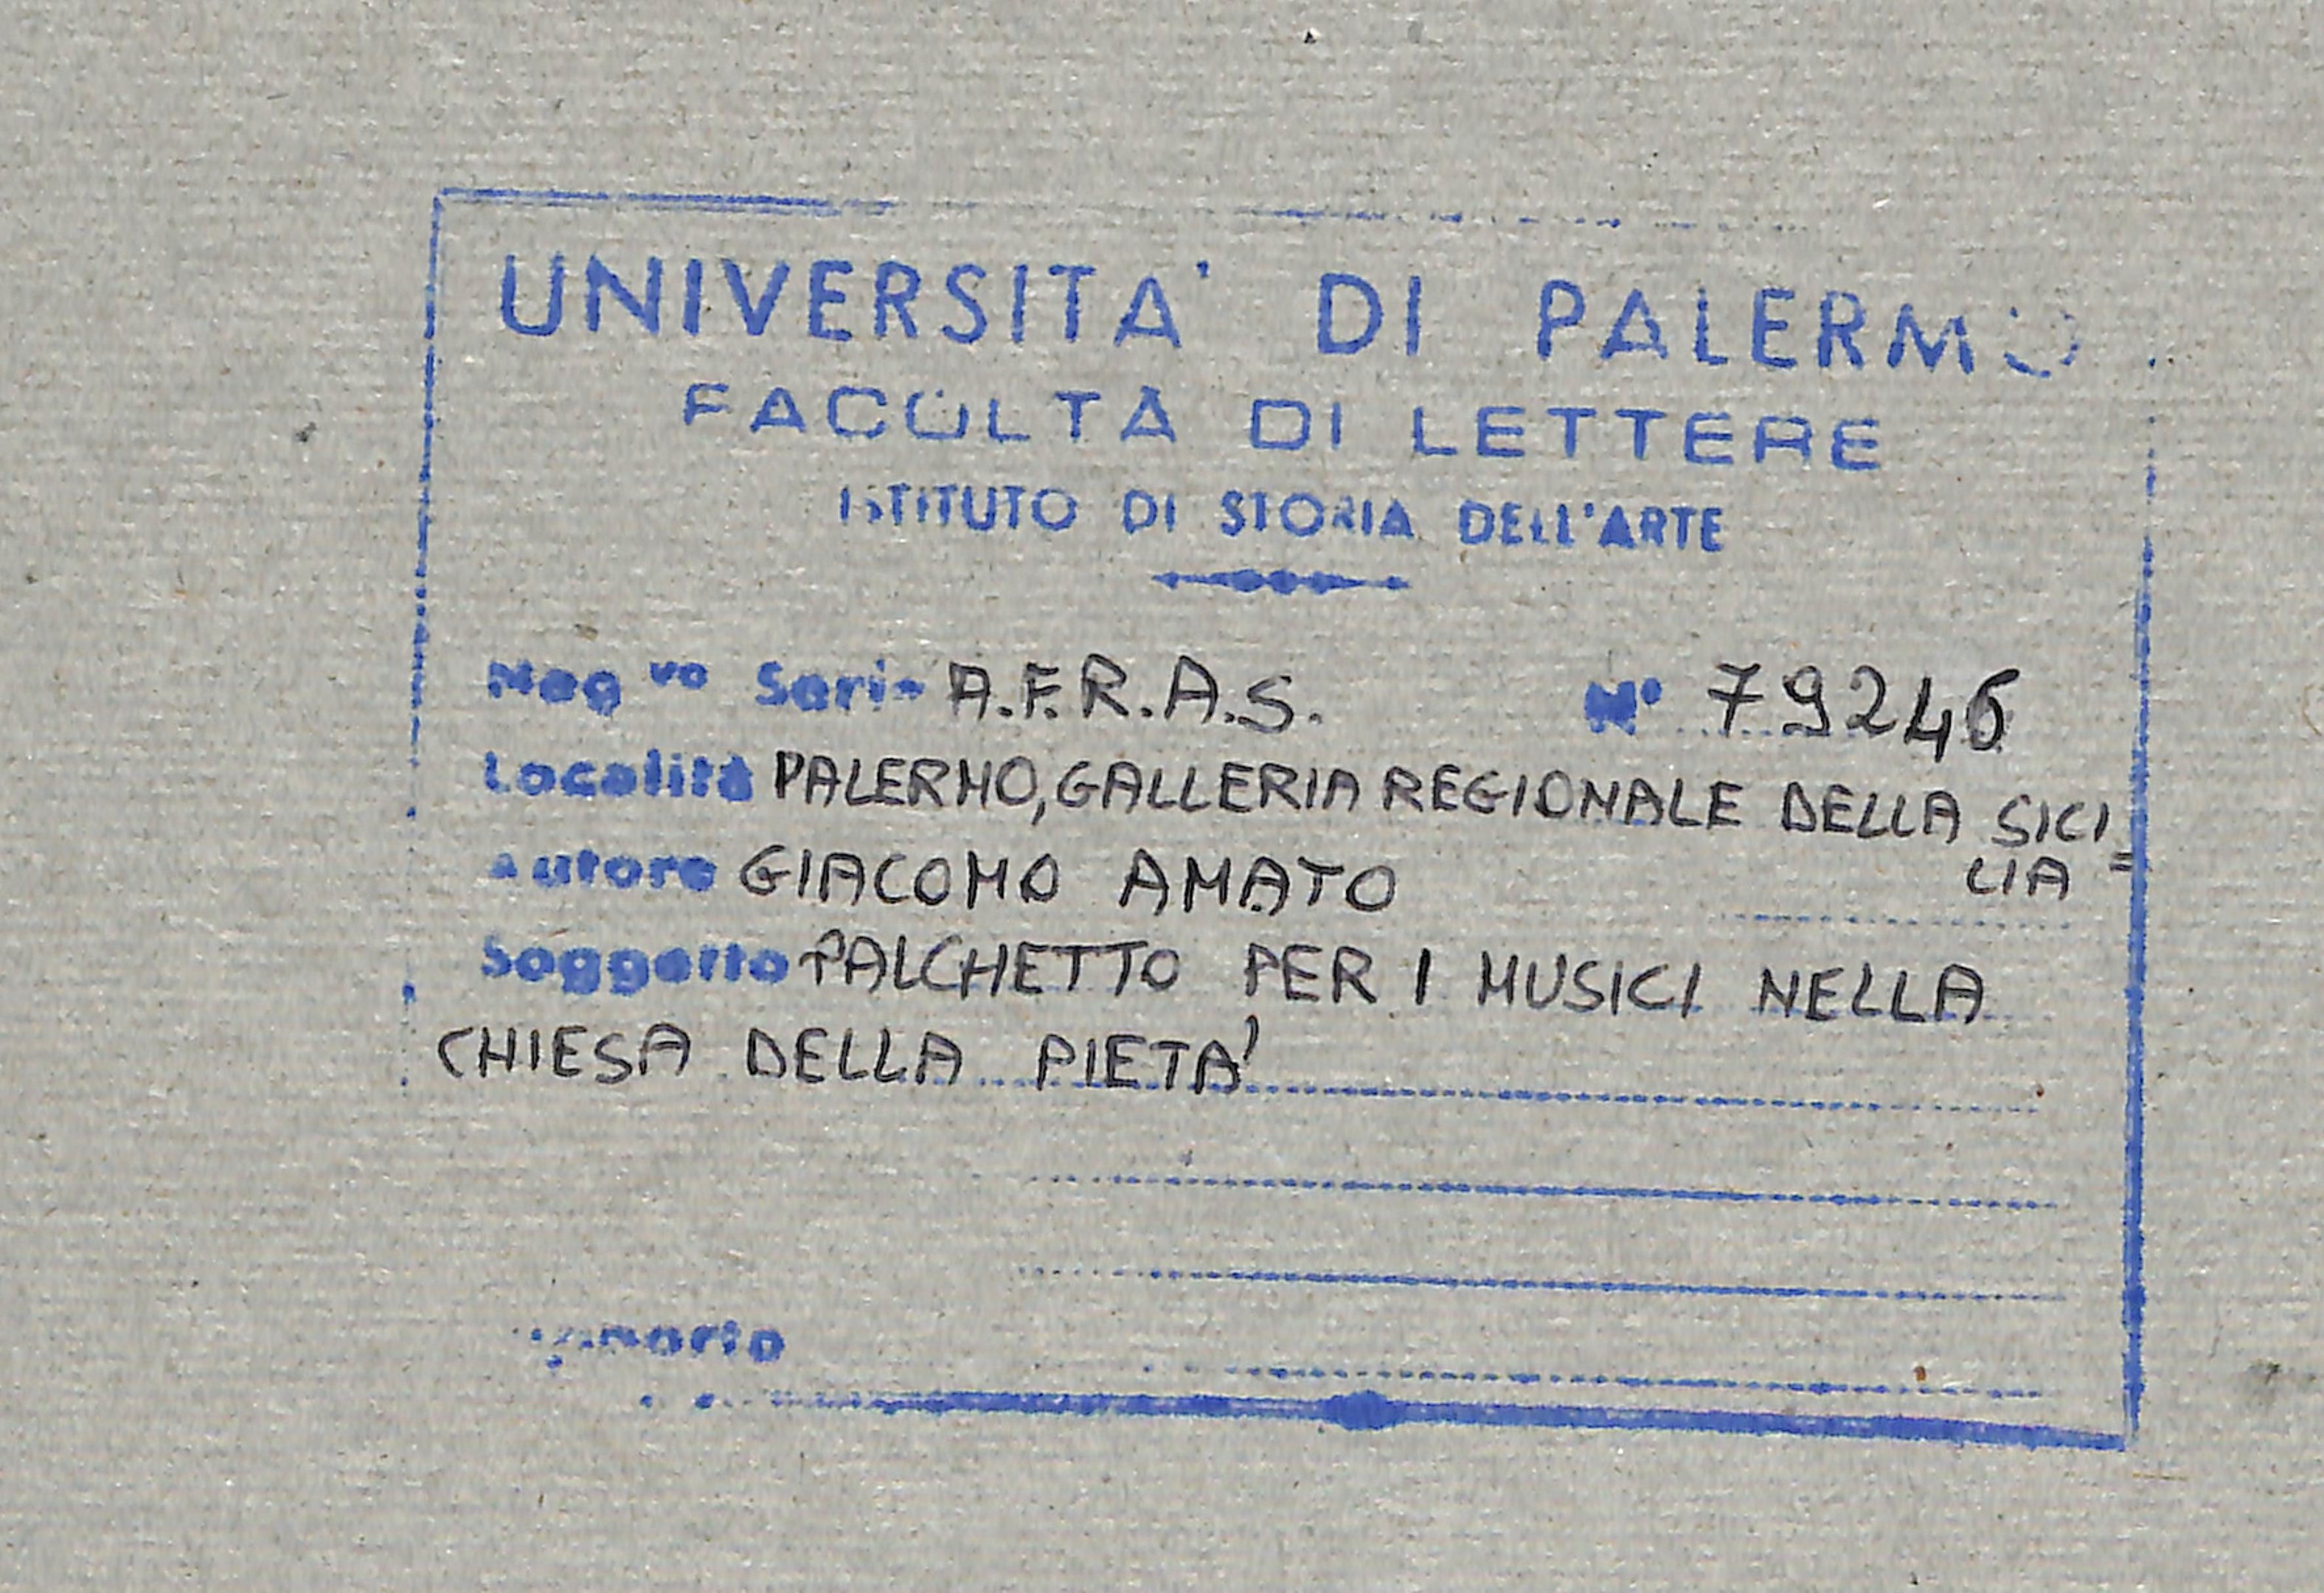 UNIVERSITA' DI PALERMO
FACULTÀ DI LETTERE
ISTITUTO DI STORIA DELL'ARTE
Neg vo Serie A.F.R.A.S. N° 79246
Località PALERMO, GALLERIA REGIONALE DELLA SICI=
LIA
Autore GIACOMO AMATO
Soggetto PALCHETTO PER I MUSICI NELLA
CHIESA DELLA PIETA'